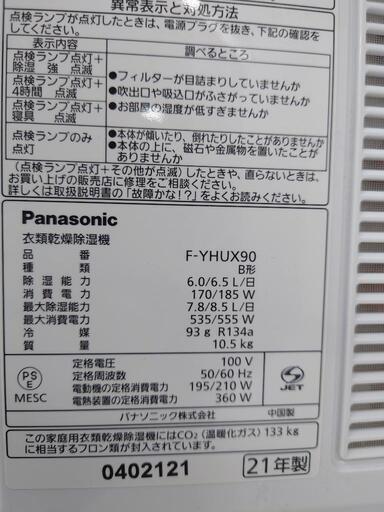 異常表示と対処方法
点検ランプが点灯したときは、電源プラグを抜き、下記の確認を
してください。
表示内容 調べるところ
点検ランプ点灯+
除湿 強 点滅
点検ランプ点灯+
4時間 点滅
点検ランプ点灯+
寝具 点滅
●フィルターが目詰まりしていませんか
●吹出口や吸込口がふさがっていませんか
●お部屋の湿度が低すぎませんか
点検ランプのみ
点灯
●本体が傾いたり、倒れたりしたことはありませんか
●本体の上に、磁石や金属物を置いたことが
ありませんか
(点検ランプ点灯+その他が点滅)したときや、直らないときは、
お買い上げの販売店に修理をご相談ください。
詳しくは取扱説明書の「故障かな!?」をよくお読みください。
Panasonic
衣類乾燥除湿機
品番 F-YHUX90
種類 B形
除湿能力 6.0/6.5 L/日
消費電力 170/185 W
最大除湿能力 7.8/8.5 L/日
最大消費電力 535/555 W
冷媒 93 g R134a
質量 10.5 kg
PS
E
MESC
定格電圧 100 V
定格周波数 50/60 Hz
電動機の定格消費電力 195/210 W
電熱装置の定格消費電力 360 W
JET
パナソニック株式会社 中国製
この家庭用衣類乾燥除湿機にはCO₂(温暖化ガス)133 kg
に相当するフロン類が封入されています。
0402121 21年製